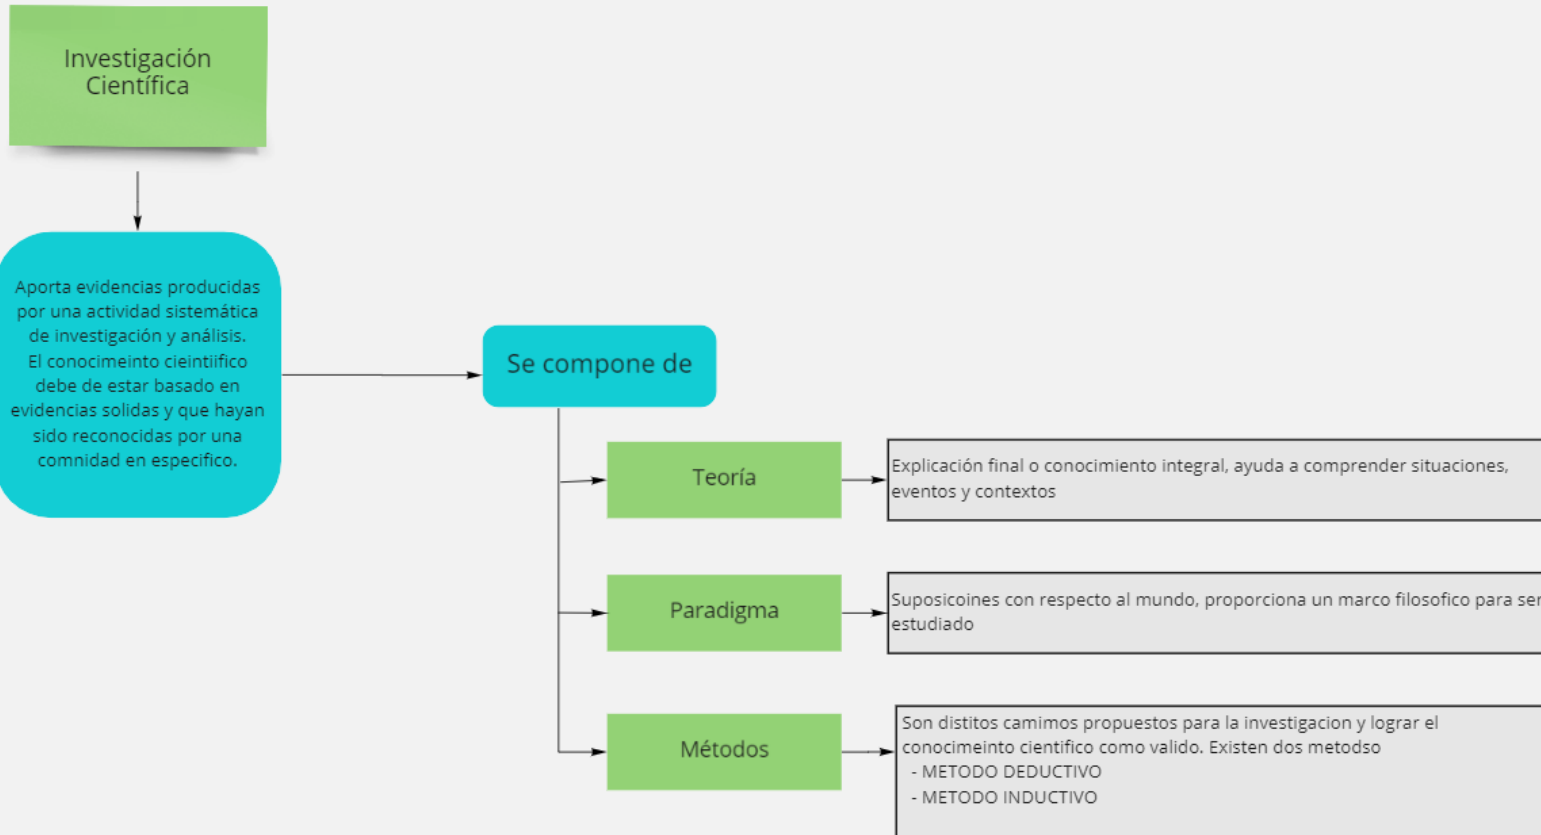 Investigación
Científica
Aporta evidencias producidas
por una actividad sistemática
de investigación y análisis.
El conocimeinto cieintiifico
debe de estar basado en
evidencias solidas y que hayan
sido reconocidas por una
comnidad en especifico.
Se compone de
Teoría
Explicación final o conocimiento integral, ayuda a comprender situaciones,
eventos y contextos
Paradigma
Suposicoines con respecto al mundo, proporciona un marco filosofico para ser
estudiado
Métodos
Son distitos camimos propuestos para la investigacion y lograr el
conocimeinto cientifico como valido. Existen dos metodso
- METODO DEDUCTIVO
- METODO INDUCTIVO